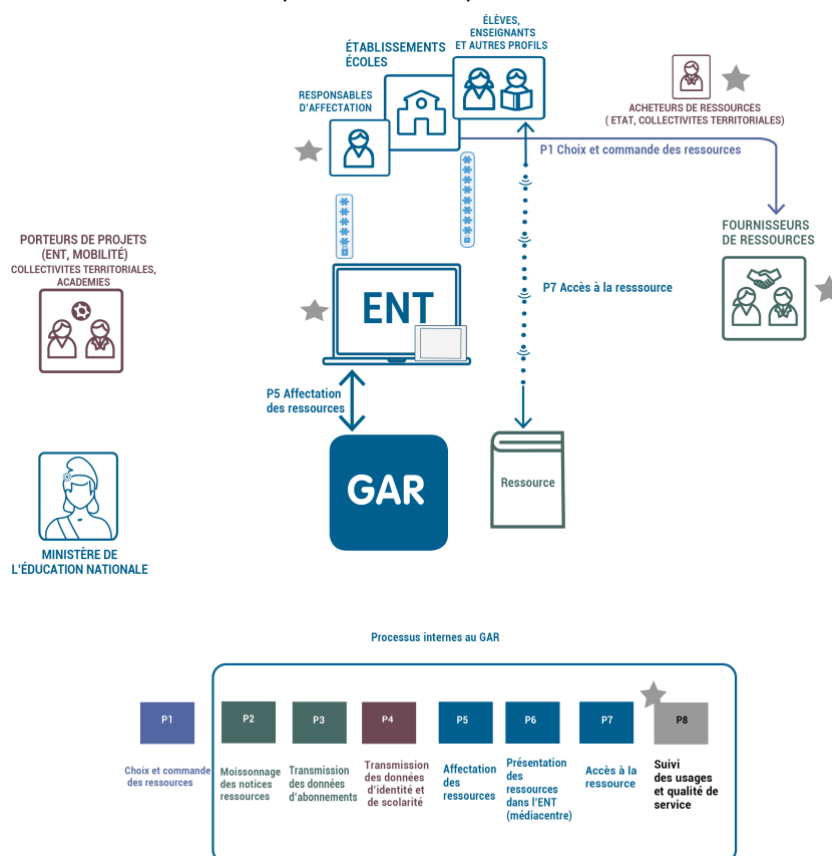 ÉLÈVES,
ENSEIGNANTS
ET AUTRES PROFILS
ÉTABLISSEMENTS
ÉCOLES
RESPONSABLES
D'AFFECTATION
ACHETEURS DE RESSOURCES
( ETAT, COLLECTIVITES TERRITORIALES)
P1 Choix et commande des ressources
PORTEURS DE PROJETS
(ENT, MOBILITÉ)
COLLECTIVITES TERRITORIALES,
ACADEMIES
FOURNISSEURS
DE RESSOURCES
ENT
P7 Accès à la resssource
P5 Affectation
des ressources
GAR
Ressource
MINISTÈRE DE
L'ÉDUCATION NATIONALE
Processus internes au GAR
P1
P2
P3
P4
P5
P6
P7
P8
Choix et commande
des ressources
Moissonnage
des notices
ressources
Transmission
des données
d'abonnements
Transmission
des données
d'identité et
de scolarité
Affectation
des
ressources
Présentation
des
ressources
dans l'ENT
(médiacentre)
Accès à la
ressource
Suivi
des usages
et qualité de
service